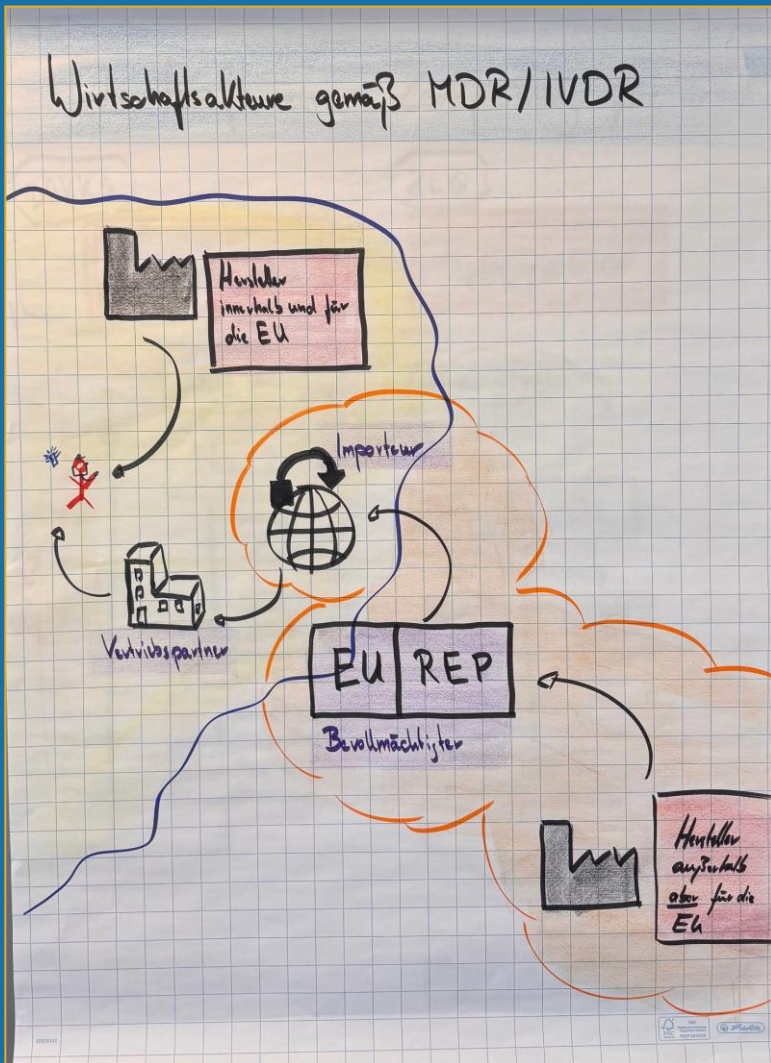 Wirtschaftsakteure gemäß MDR/IVDR
Hersteller
innerhalb und für
die EU
Importeur
Vertriebspartner
EU REP
Bevollmächtigter
Hersteller
außerhalb
aber für die
EU
FSC